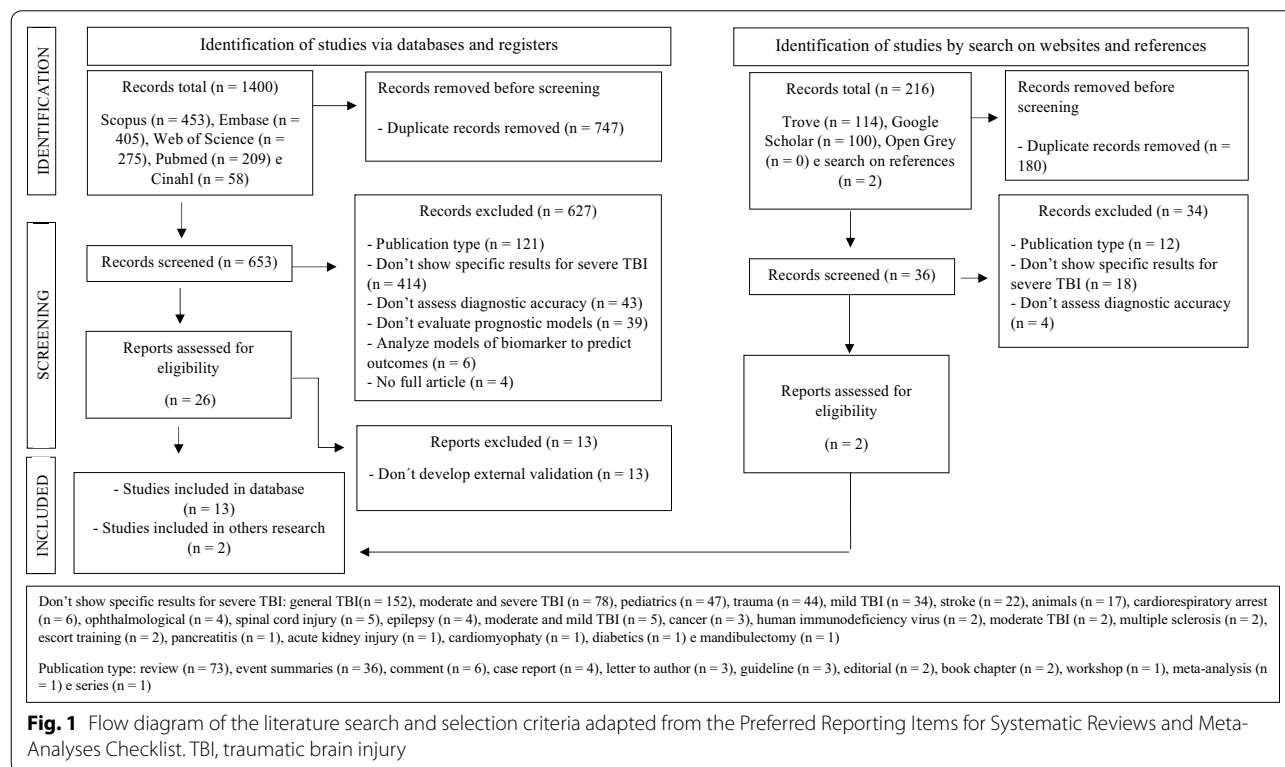 Identification of studies via databases and registers
Identification of studies by search on websites and references
IDENTIFICATION
Records total (n = 1400)
Scopus (n = 453), Embase (n =
405), Web of Science (n =
275), Pubmed (n = 209) e
Cinahl (n = 58)
Records removed before screening
- Duplicate records removed (n = 747)
Records total (n = 216)
Trove (n = 114), Google
Scholar (n = 100), Open Grey
(n = 0) e search on references
(n = 2)
Records removed before
screening
- Duplicate records removed (n =
180)
SCREENING
Records screened (n = 653)
Records excluded (n = 627)
- Publication type (n = 121)
- Don't show specific results for severe TBI
(n = 414)
- Don't assess diagnostic accuracy (n = 43)
- Don't evaluate prognostic models (n = 39)
- Analyze models of biomarker to predict
outcomes (n = 6)
- No full article (n = 4)
Records screened (n = 36)
Records excluded (n = 34)
- Publication type (n = 12)
- Don't show specific results for
severe TBI (n = 18)
- Don't assess diagnostic accuracy
(n = 4)
Reports assessed for
eligibility
(n = 26)
Reports excluded (n = 13)
- Don´t develop external validation (n = 13)
Reports assessed for
eligibility
(n = 2)
INCLUDED
- Studies included in database
(n = 13)
- Studies included in others research
(n = 2)
Don't show specific results for severe TBI: general TBI(n = 152), moderate and severe TBI (n = 78), pediatrics (n = 47), trauma (n = 44), mild TBI (n = 34), stroke (n = 22), animals (n = 17), cardiorespiratory arrest
(n = 6), ophthalmological (n = 4), spinal cord injury (n = 5), epilepsy (n = 4), moderate and mild TBI (n = 5), cancer (n = 3), human immunodeficiency virus (n = 2), moderate TBI (n = 2), multiple sclerosis (n = 2),
escort training (n = 2), pancreatitis (n = 1), acute kidney injury (n = 1), cardiomyophaty (n = 1), diabetics (n = 1) e mandibulectomy (n = 1)
Publication type: review (n = 73), event summaries (n = 36), comment (n = 6), case report (n = 4), letter to author (n = 3), guideline (n = 3), editorial (n = 2), book chapter (n = 2), workshop (n = 1), meta-analysis (n
= 1) e series (n = 1)
Fig. 1 Flow diagram of the literature search and selection criteria adapted from the Preferred Reporting Items for Systematic Reviews and Meta-
Analyses Checklist. TBI, traumatic brain injury